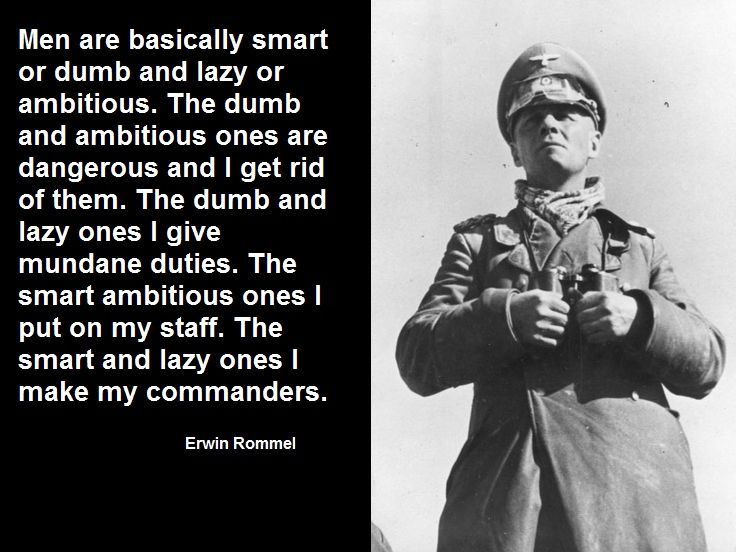 Men are basically smart
or dumb and lazy or
ambitious. The dumb
and ambitious ones are
dangerous and I get rid
of them. The dumb and
lazy ones I give
mundane duties. The
smart ambitious ones I
put on my staff. The
smart and lazy ones I
make my commanders.
Erwin Rommel